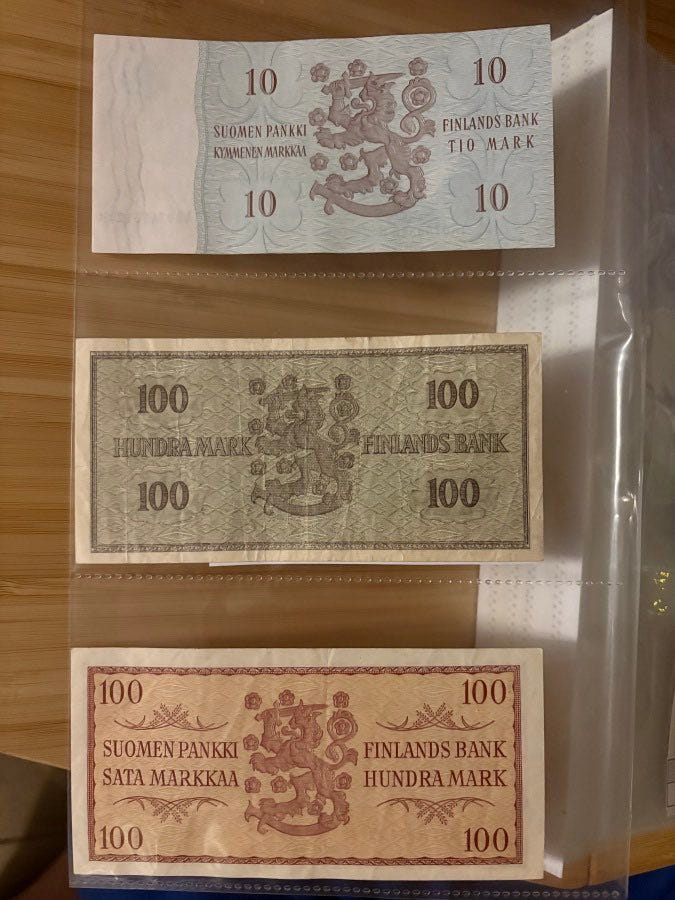 10 10
SUOMEN PANKKI FINLANDS BANK
KYMMENEN MARKKAA TIO MARK
10 10
100 100
HUNDRA MARK FINLANDS BANK
100 100
100 100
SUOMEN PANKKI FINLANDS BANK
SATA MARKKAA HUNDRA MARK
100 100